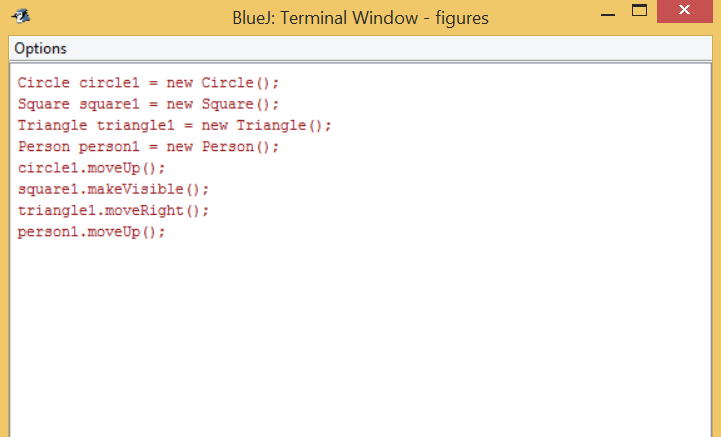 BlueJ: Terminal Window - figures
Options
Circle circle1 = new Circle();
Square square1 = new Square();
Triangle triangle1 = new Triangle();
Person person1 = new Person();
circle1.moveUp();
square1.makeVisible();
triangle1.moveRight();
person1.moveUp();